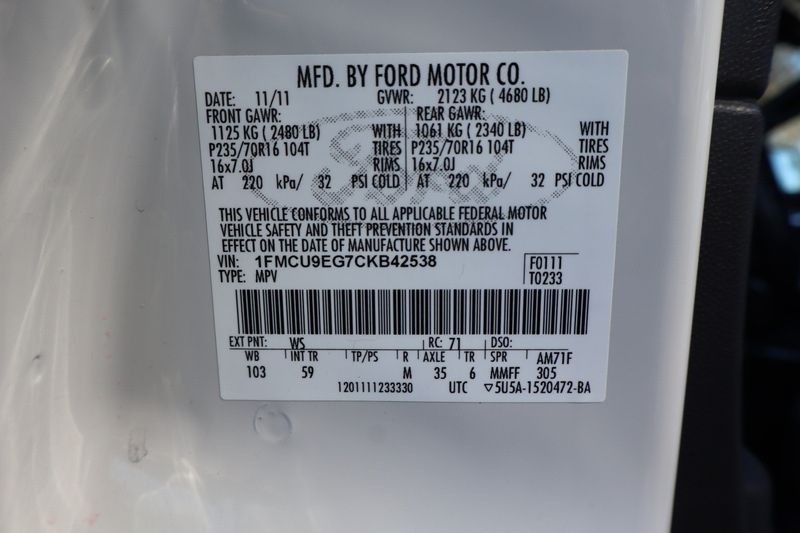 MFD. BY FORD MOTOR CO.
DATE: 11/11 GVWR: 2123 KG ( 4680 LB)
FRONT GAWR: REAR GAWR:
1125 KG ( 2480 LB) WITH 1061 KG ( 2340 LB) WITH
P235/70R16 104T TIRES P235/70R16 104T TIRES
16x7.0J RIMS 16x7.0J RIMS
AT 220 kPa/ 32 PSI COLD AT 220 kPa/ 32 PSI COLD
Ford
THIS VEHICLE CONFORMS TO ALL APPLICABLE FEDERAL MOTOR
VEHICLE SAFETY AND THEFT PREVENTION STANDARDS IN
EFFECT ON THE DATE OF MANUFACTURE SHOWN ABOVE.
VIN: 1FMCU9EG7CKB42538 F0111
TYPE: MPV T0233
EXT PNT: WS RC: 71 DSO:
WB INT TR TP/PS R AXLE TR SPR AM71F
103 59 M 35 6 MMFF 305
1201111233330 UTC ▽5U5A-1520472-BA